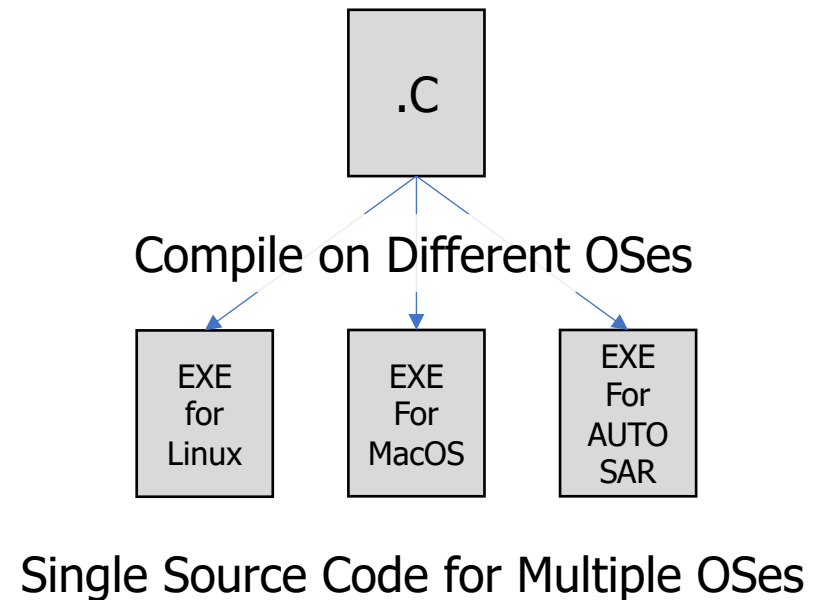 .C
Compile on Different OSes
EXE
for
Linux
EXE
For
MacOS
EXE
For
AUTO
SAR
Single Source Code for Multiple OSes